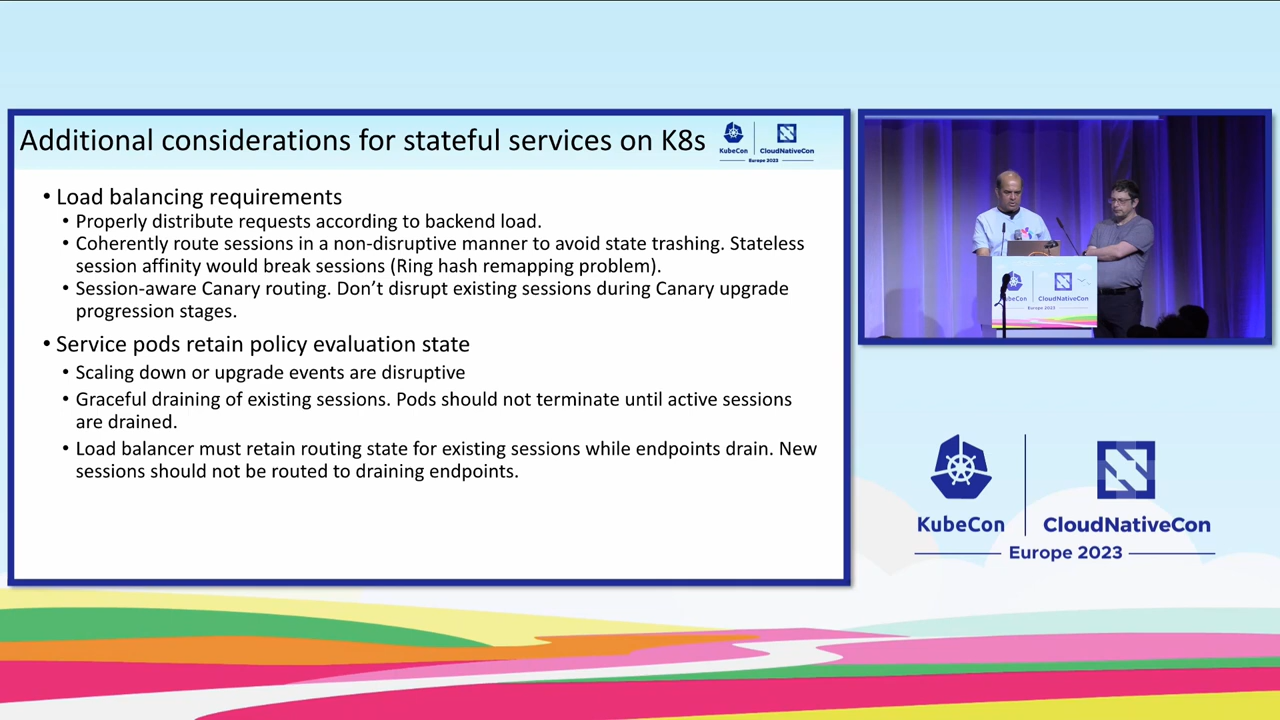 Additional considerations for stateful services on K8s
KubeCon
CloudNativeCon
Europe 2023
• Load balancing requirements
• Properly distribute requests according to backend load.
• Coherently route sessions in a non-disruptive manner to avoid state trashing. Stateless
session affinity would break sessions (Ring hash remapping problem).
• Session-aware Canary routing. Don't disrupt existing sessions during Canary upgrade
progression stages.
• Service pods retain policy evaluation state
• Scaling down or upgrade events are disruptive
• Graceful draining of existing sessions. Pods should not terminate until active sessions
are drained.
• Load balancer must retain routing state for existing sessions while endpoints drain. New
sessions should not be routed to draining endpoints.
CloudNativeCon
Europe 2023
KubeCon
CloudNativeCon
Europe 2023